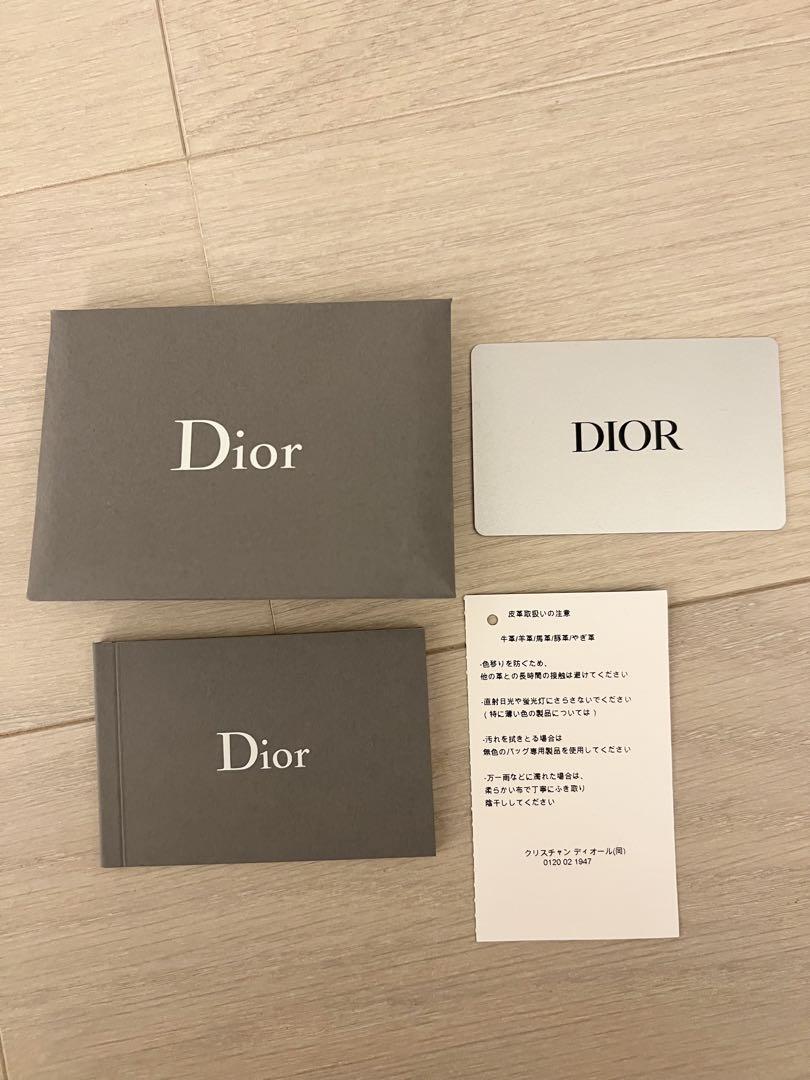 Dior
DIOR
Dior
皮革取扱いの注意
牛革/羊革/馬革/豚革/やぎ革
-色移りを防ぐため、
他の革との長時間の接触は避けてください
-直射日光や蛍光灯にさらさないでください
(特に薄い色の製品については)
-汚れを拭きとる場合は
無色のバッグ専用製品を使用してください
-万一雨などに濡れた場合は、
柔らかい布で丁寧にふき取り
陰干ししてください
クリスチャン ディオール(同)
0120 02 1947